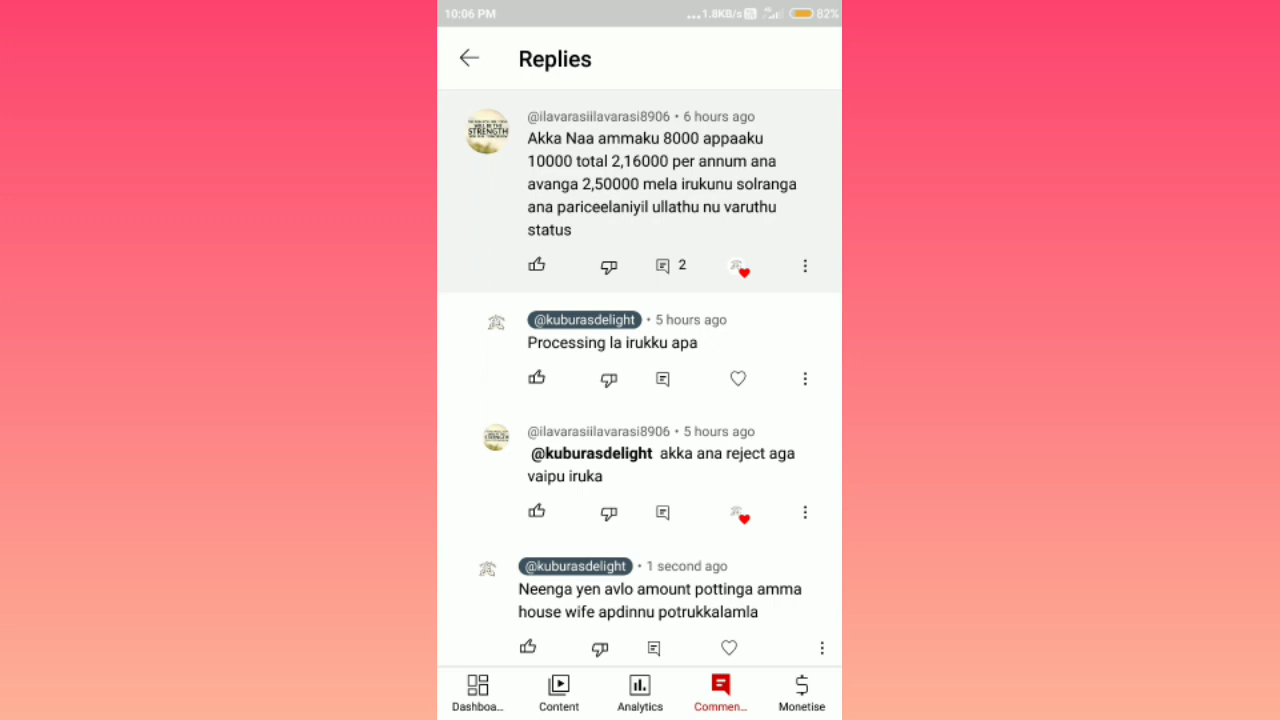 10:06 PM
...1.8KB/s
82%
Replies
@ilavarasiilavarasi8906 • 6 hours ago
Akka Naa ammaku 8000 appaaku
10000 total 2,16000 per annum ana
avanga 2,50000 mela irukunu solranga
ana pariceelaniyil ullathu nu varuthu
status
2
@kuburasdelight • 5 hours ago
Processing la irukku apa
@ilavarasiilavarasi8906 • 5 hours ago
@kuburasdelight akka ana reject aga
vaipu iruka
@kuburasdelight • 1 second ago
Neenga yen avlo amount pottinga amma
house wife apdinnu potrukkalamla
Dashboa...
Content
Analytics
Commen...
Monetise